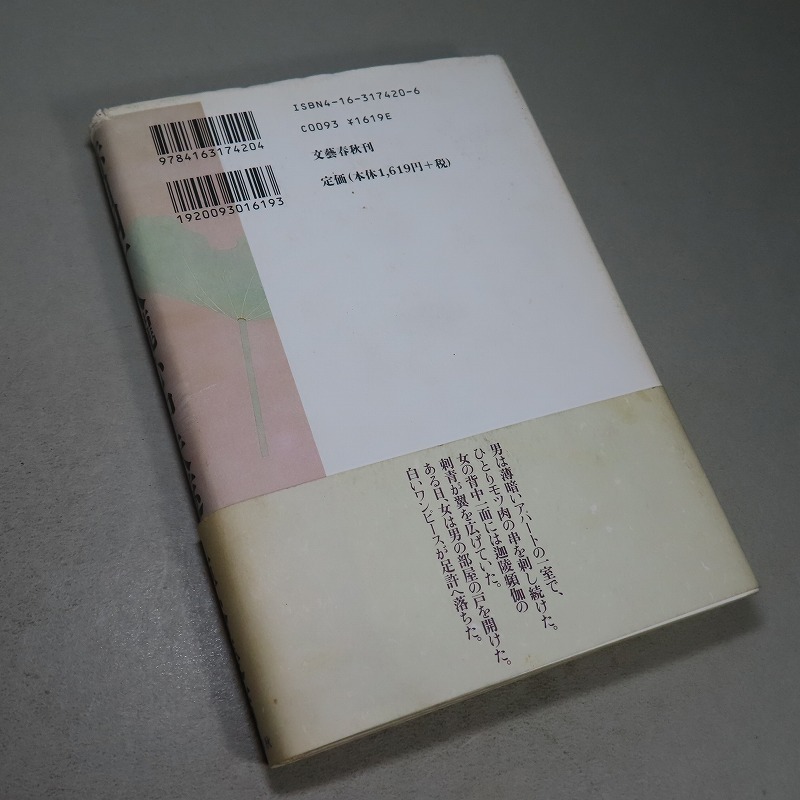 ISBN4-16-317420-6
C0093 ¥1619E
文藝春秋刊
定価(本体1,619円+税)
9784163174204
1920093016193
男は薄暗いアパートの一室で、
ひとりモツ肉の串を刺し続けた。
女の背中一面には迦陵頻伽の
刺青が翼を広げていた。
ある日、女は男の部屋の戸を開けた。
白いワンピースが足許へ落ちた。